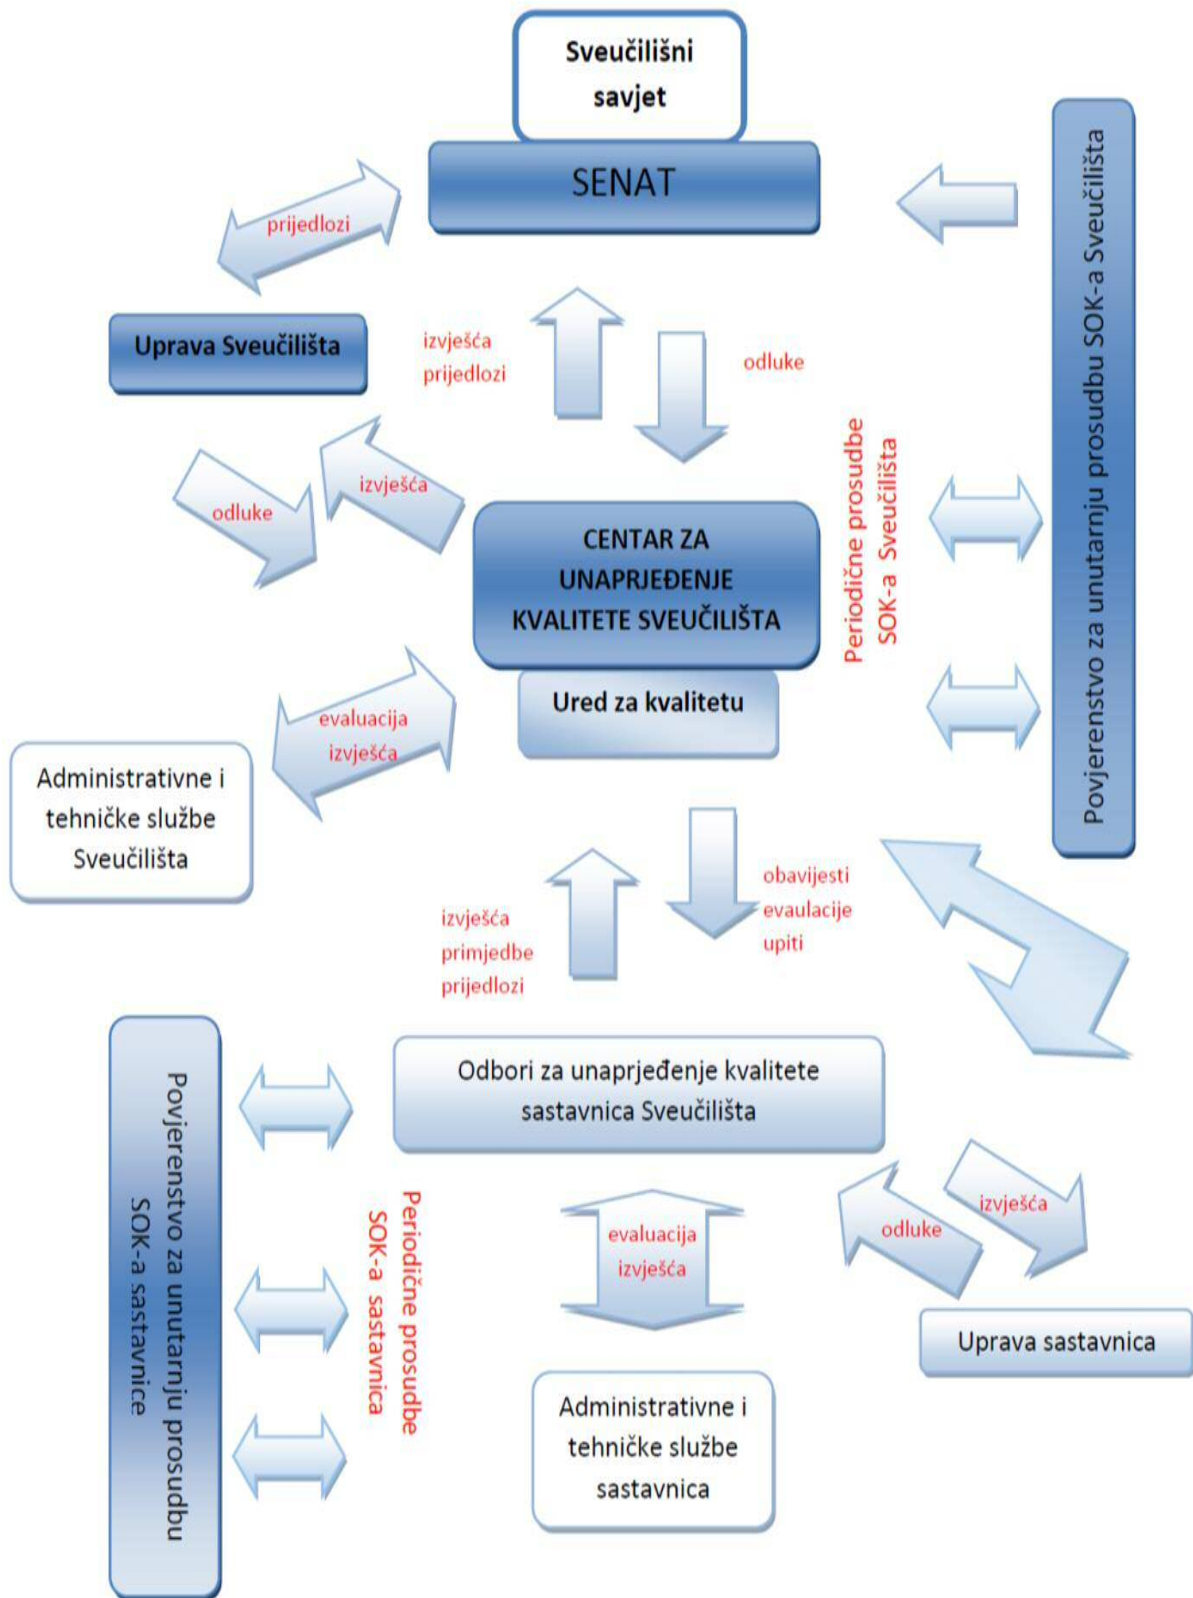 Sveučilišni
savjet
SENAT
prijedlozi
Uprava Sveučilišta
izvješća
prijedlozi
odluke
Povjerenstvo za unutarnju prosudbu SOK-a Sveučilišta
odluke
izvješća
CENTAR ZA
UNAPRJEĐENJE
KVALITETE SVEUČILIŠTA
Ured za kvalitetu
Periodične prosudbe
SOK-a Sveučilišta
evaluacija
izvješća
Administrativne i
tehničke službe
Sveučilišta
izvješća
primjedbe
prijedlozi
obavijesti
evaulacije
upiti
Odbori za unaprjeđenje kvalitete
sastavnica Sveučilišta
Povjerenstvo za unutarnju prosudbu
SOK-a sastavnice
Periodične prosudbe
SOK-a sastavnica
evaluacija
izvješća
odluke
izvješća
Uprava sastavnica
Administrativne i
tehničke službe
sastavnica